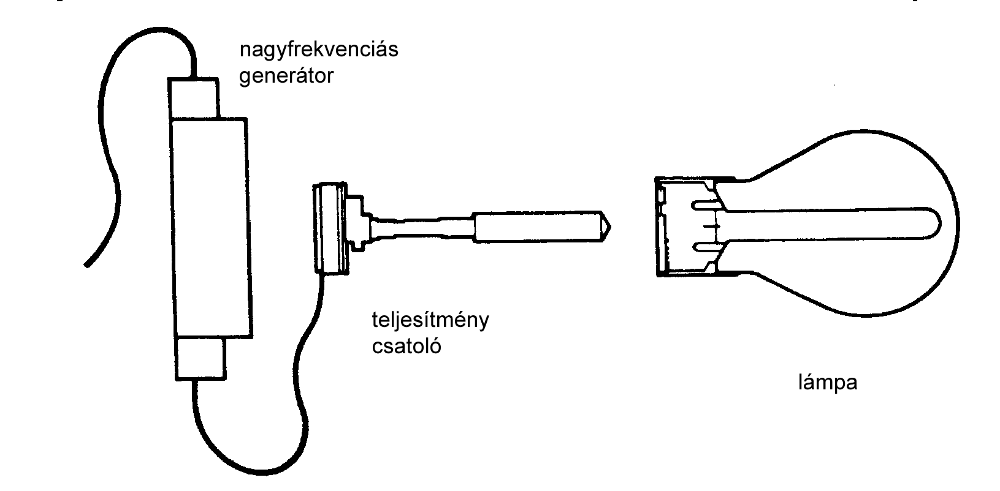 nagyfrekvenciás
generátor
teljesítmény
csatoló
lámpa